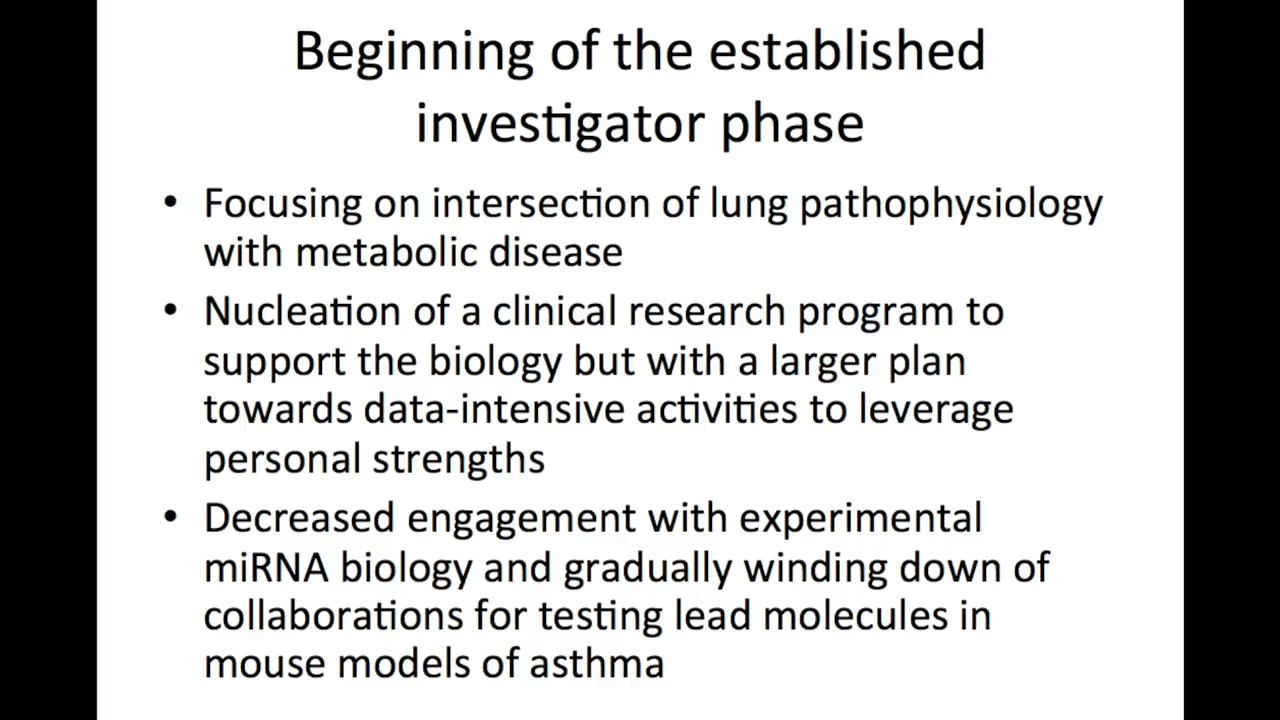 Beginning of the established
investigator phase
• Focusing on intersection of lung pathophysiology
with metabolic disease
• Nucleation of a clinical research program to
support the biology but with a larger plan
towards data-intensive activities to leverage
personal strengths
• Decreased engagement with experimental
miRNA biology and gradually winding down of
collaborations for testing lead molecules in
mouse models of asthma